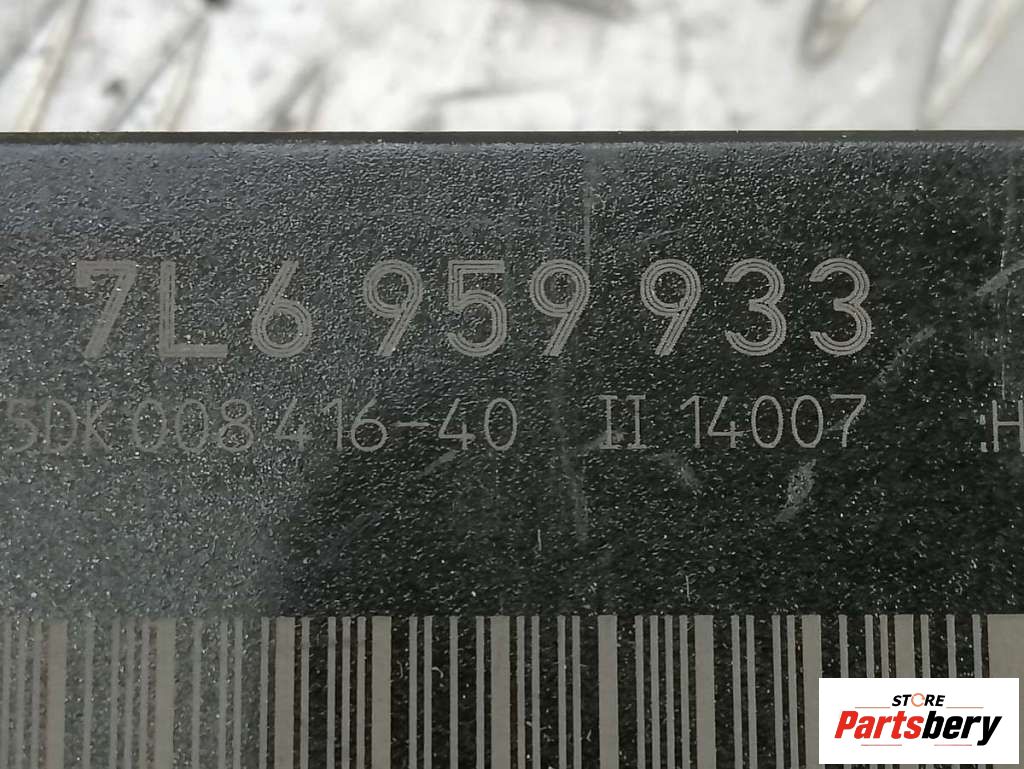 7L6 959 933
5DK 008 416-40 II 14007 :H
STORE
Partsbery